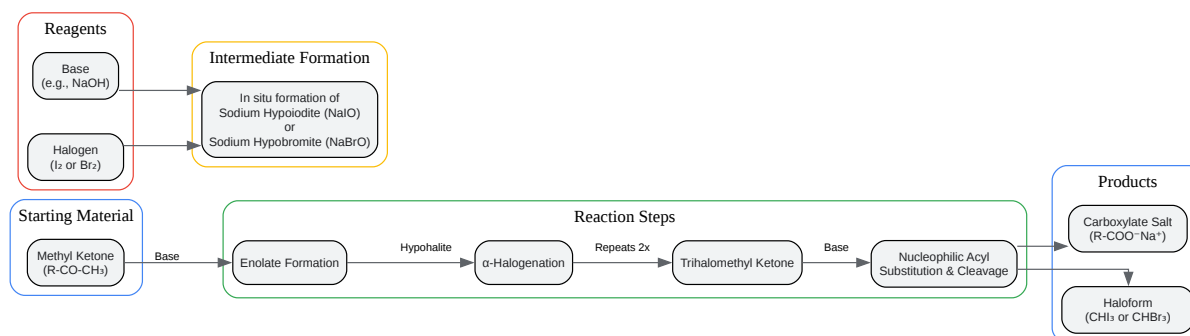 Reagents
Base
(e.g., NaOH)
Halogen
(I₂ or Br₂)
Intermediate Formation
In situ formation of
Sodium Hypoiodite (NaIO)
or
Sodium Hypobromite (NaBrO)
Starting Material
Methyl Ketone
(R-CO-CH₃)
Base
Reaction Steps
Enolate Formation
Hypohalite
α-Halogenation
Repeats 2x
Trihalomethyl Ketone
Base
Nucleophilic Acyl
Substitution & Cleavage
Products
Carboxylate Salt
(R-COO⁻Na⁺)
Haloform
(CHI₃ or CHBr₃)